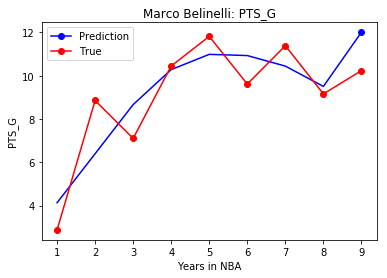 Marco Belinelli: PTS_G
Prediction
True
12
10
8
6
4
PTS_G
1 2 3 4 5 6 7 8 9
Years in NBA